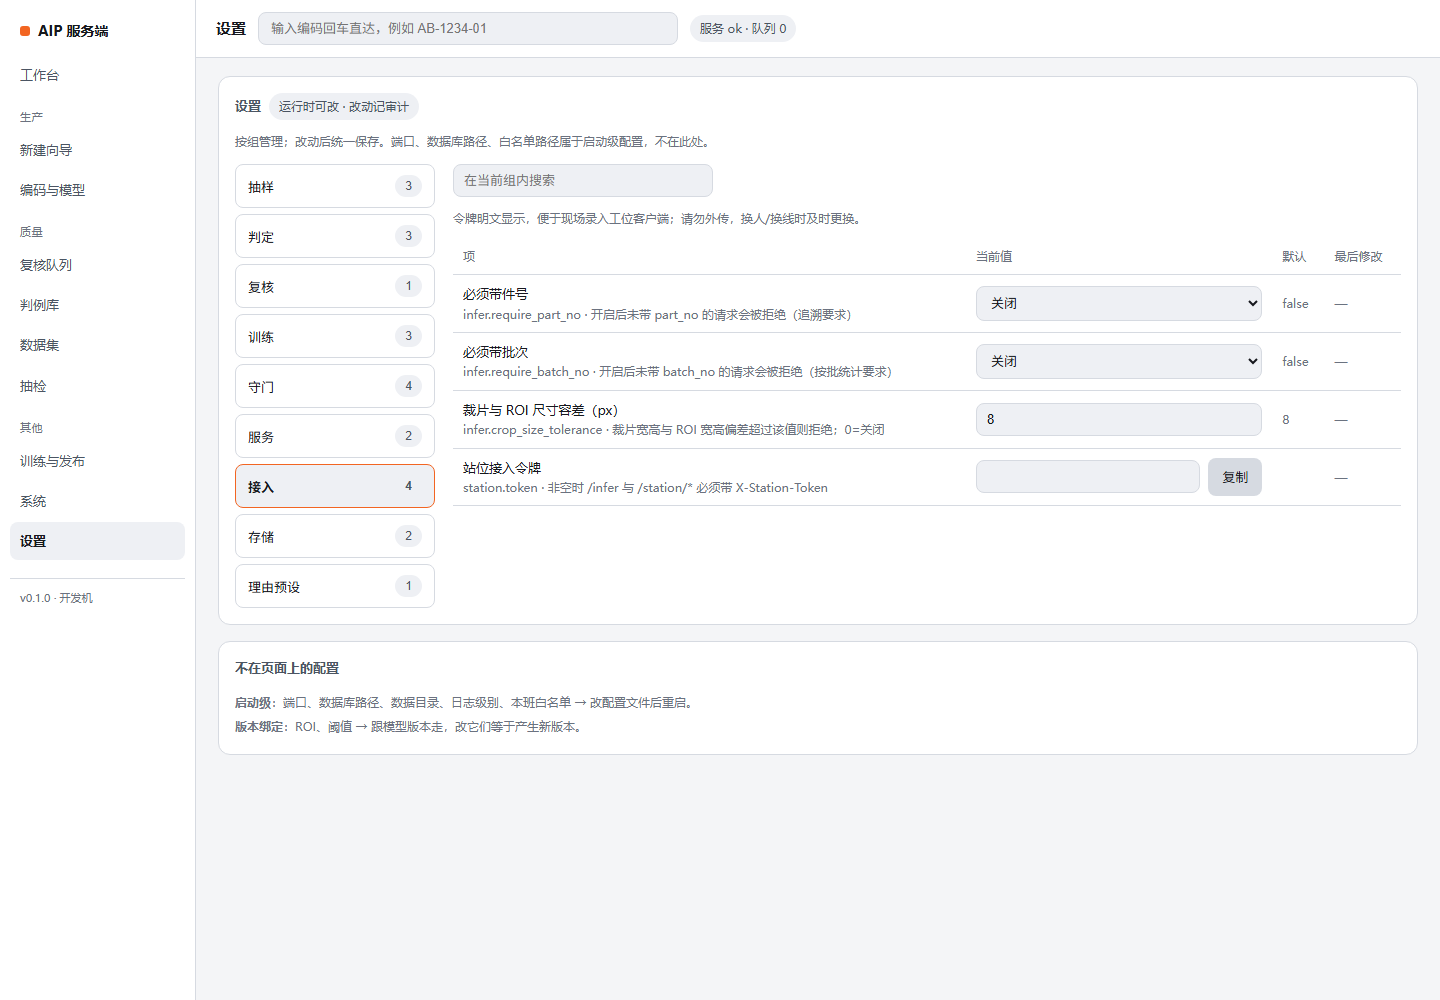 AIP 服务端
工作台
生产
新建向导
编码与模型
质量
复核队列
判例库
数据集
抽检
其他
训练与发布
系统
设置
v0.1.0 · 开发机
设置
输入编码回车直达，例如 AB-1234-01
服务 ok · 队列 0
设置
运行时可改 · 改动记审计
按组管理；改动后统一保存。端口、数据库路径、白名单路径属于启动级配置，不在此处。
抽样 3
判定 3
复核 1
训练 3
守门 4
服务 2
接入 4
存储 2
理由预设 1
在当前组内搜索
令牌明文显示，便于现场录入工位客户端；请勿外传，换人/换线时及时更换。
项 当前值 默认 最后修改
必须带件号
infer.require_part_no · 开启后未带 part_no 的请求会被拒绝（追溯要求）
关闭 false —
必须带批次
infer.require_batch_no · 开启后未带 batch_no 的请求会被拒绝（按批统计要求）
关闭 false —
裁片与 ROI 尺寸容差（px）
infer.crop_size_tolerance · 裁片宽高与 ROI 宽高偏差超过该值则拒绝；0=关闭
8 8 —
站位接入令牌
station.token · 非空时 /infer 与 /station/* 必须带 X-Station-Token
复制 —
不在页面上的配置
启动级：端口、数据库路径、数据目录、日志级别、本班白名单 → 改配置文件后重启。
版本绑定：ROI、阈值 → 跟模型版本走，改它们等于产生新版本。